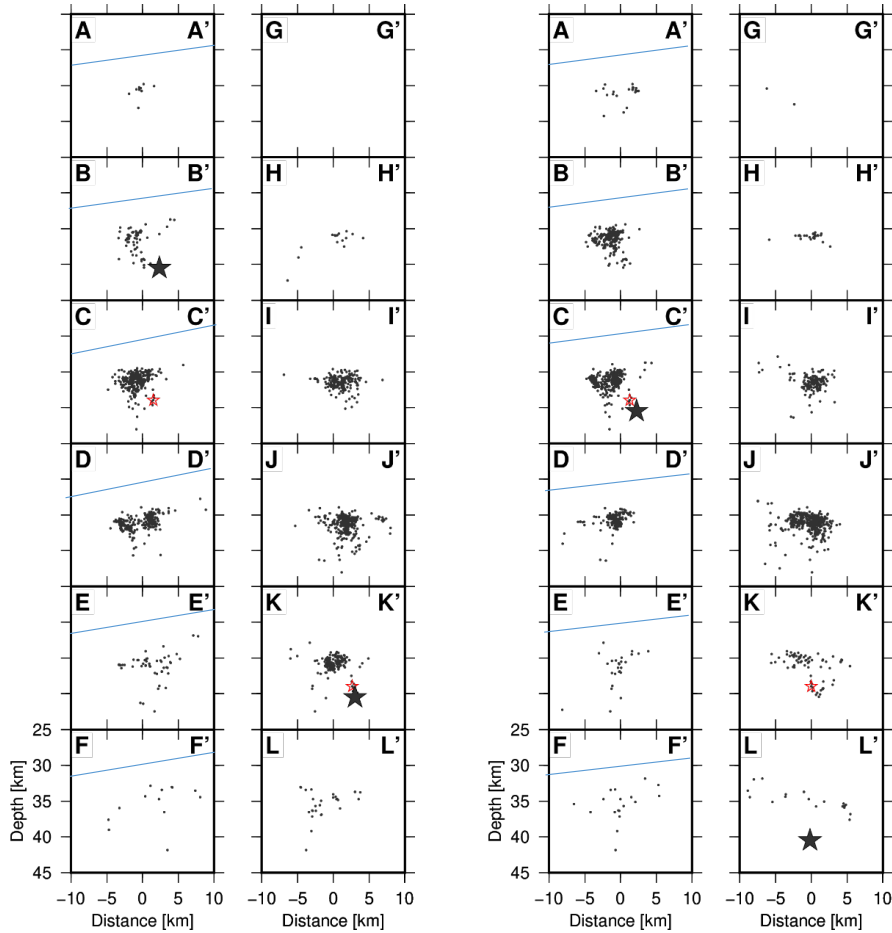 A A’ G G’ A A’ G G’
B B’ H H’ B B’ H H’
C C’ I I’ C C’ I I’
D D’ J J’ D D’ J J’
E E’ K K’ E E’ K K’
25 25
F F’ L L’ F F’ L L’
30 30
35 35
40 40
45 45
Depth [km] Depth [km]
−10 −5 0 5 10 −5 0 5 10 −10 −5 0 5 10 −5 0 5 10
Distance [km] Distance [km] Distance [km] Distance [km]